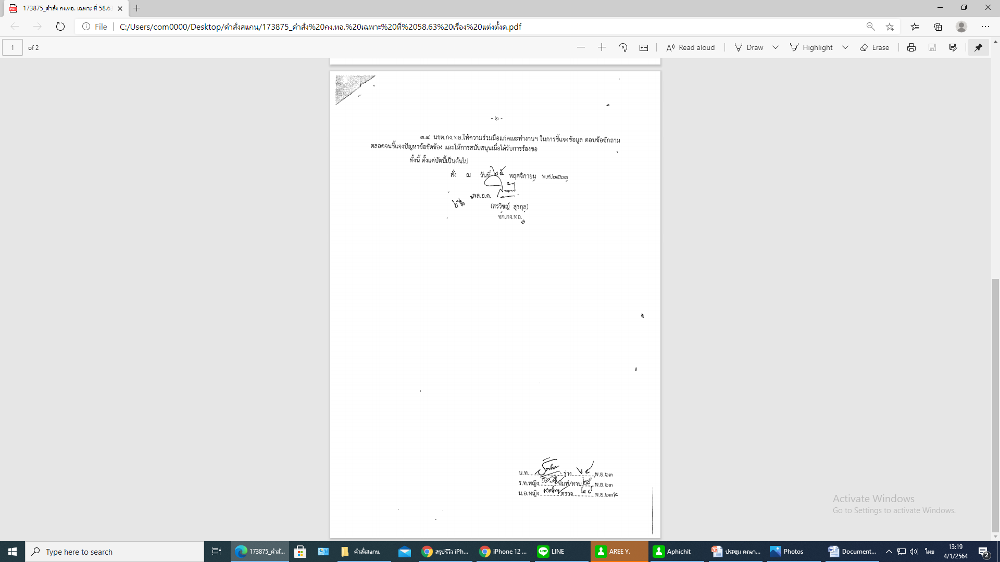 173875_คำสั่ง กง.ทอ. เฉพาะ ที่ 58.63
File C:/Users/com0000/Desktop/คำสั่งสแกน/173875_คำสั่ง%20กง.ทอ.%20เฉพาะ%20ที่%2058.63%20เรื่อง%20แต่งตั้งค.pdf
1 of 2 Read aloud Draw Highlight Erase
- ๒ -
๓.๔ นขต.กง.ทอ.ให้ความร่วมมือแก่คณะทำงานฯ ในการชี้แจงข้อมูล ตอบข้อซักถาม
ตลอดจนชี้แจงปัญหาข้อขัดข้อง และให้การสนับสนุนเมื่อได้รับการร้องขอ
ทั้งนี้ ตั้งแต่บัดนี้เป็นต้นไป
สั่ง ณ วันที่ ๒๕ พฤศจิกายน พ.ศ.๒๕๖๓
พล.อ.ต.
(สรวิชญ์ สุรกุล)
จก.กง.ทอ.
น.ท.............ร่าง............พ.ย.๖๓
ร.ท.หญิง............พิมพ์/ทาน............พ.ย.๖๓
น.อ.หญิง............ตรวจ............พ.ย.๖๓
Activate Windows
Go to Settings to activate Windows.
Type here to search 173875_คำสั่... คำสั่งสแกน สรุปรีวิว iPh... iPhone 12 ... LINE AREE Y. Aphichit ประชุม คณก... Photos Document... ไทย 13:19
4/1/2564 2